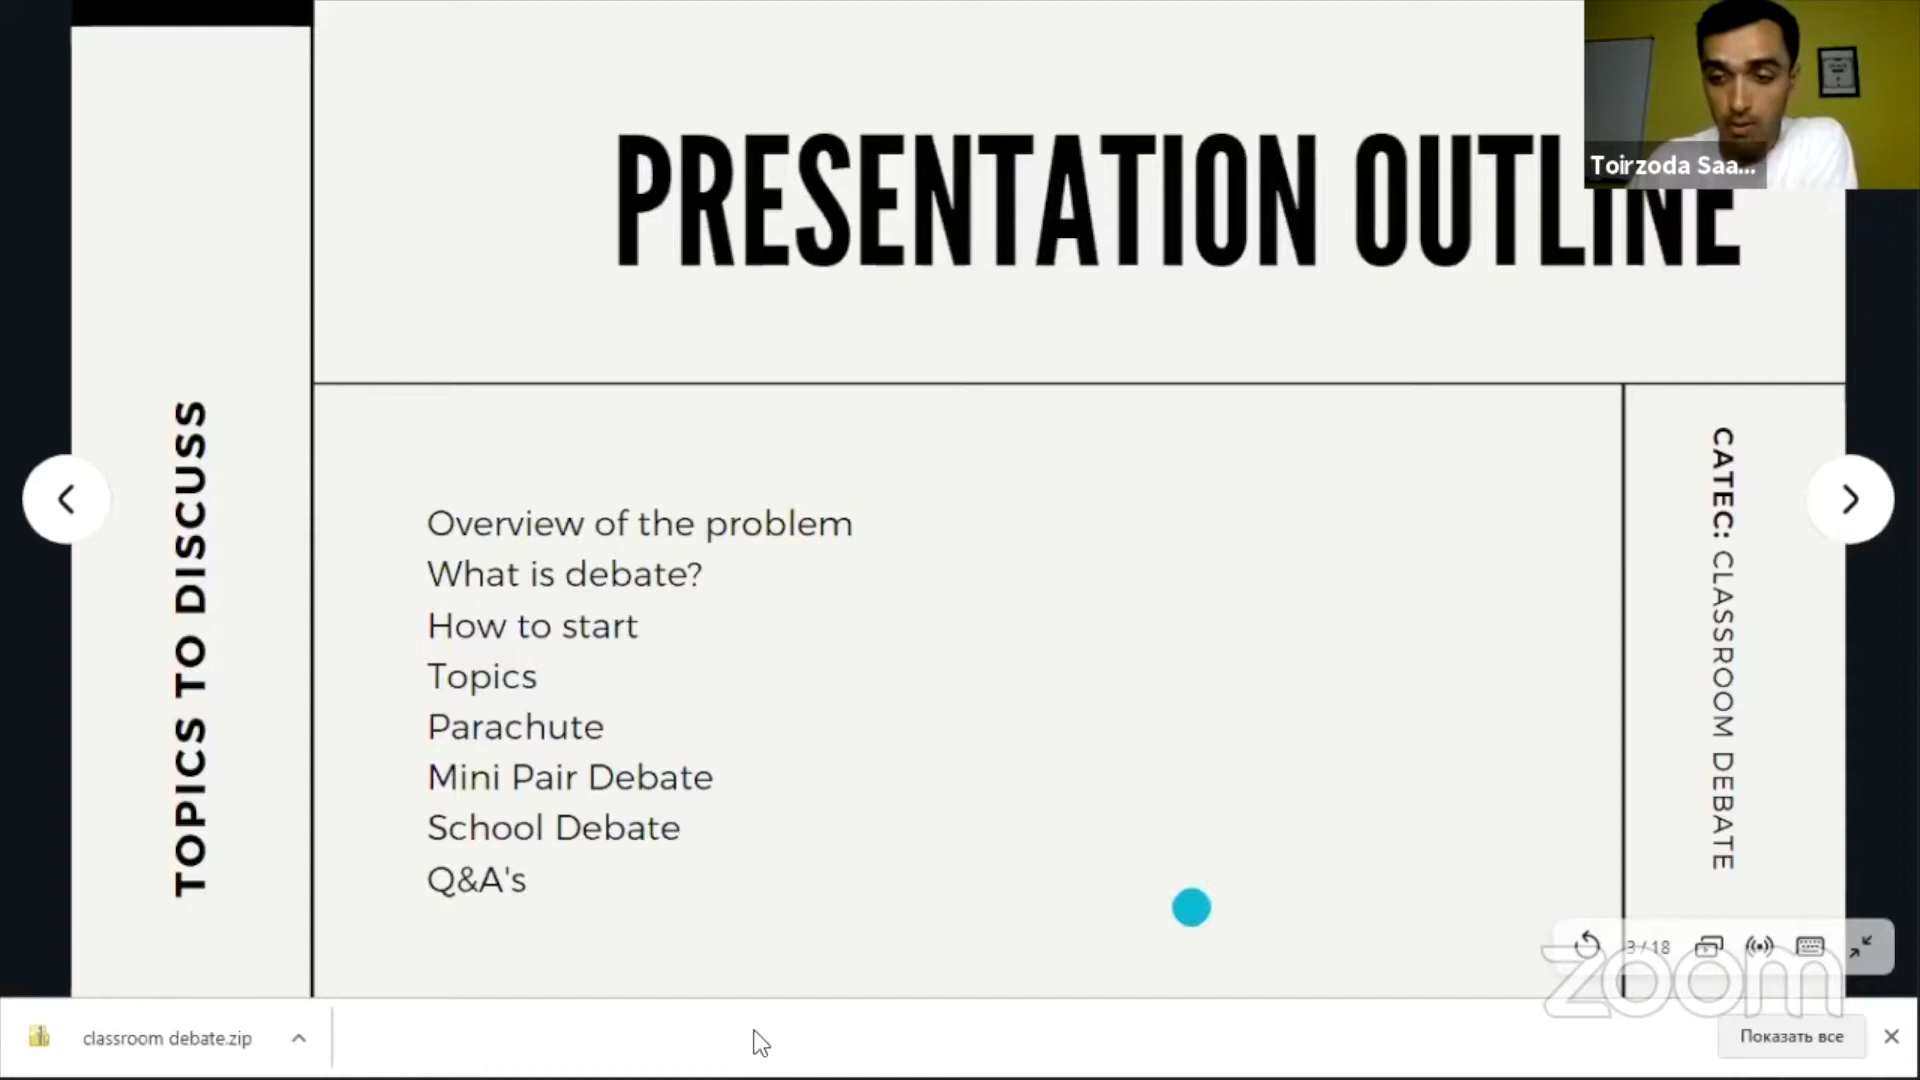 PRESENTATION OUTLINE
Toirzoda Saa...
TOPICS TO DISCUSS
Overview of the problem
What is debate?
How to start
Topics
Parachute
Mini Pair Debate
School Debate
Q&A's
CATEC: CLASSROOM DEBATE
3 / 18
zoom
classroom debate.zip
Показать все